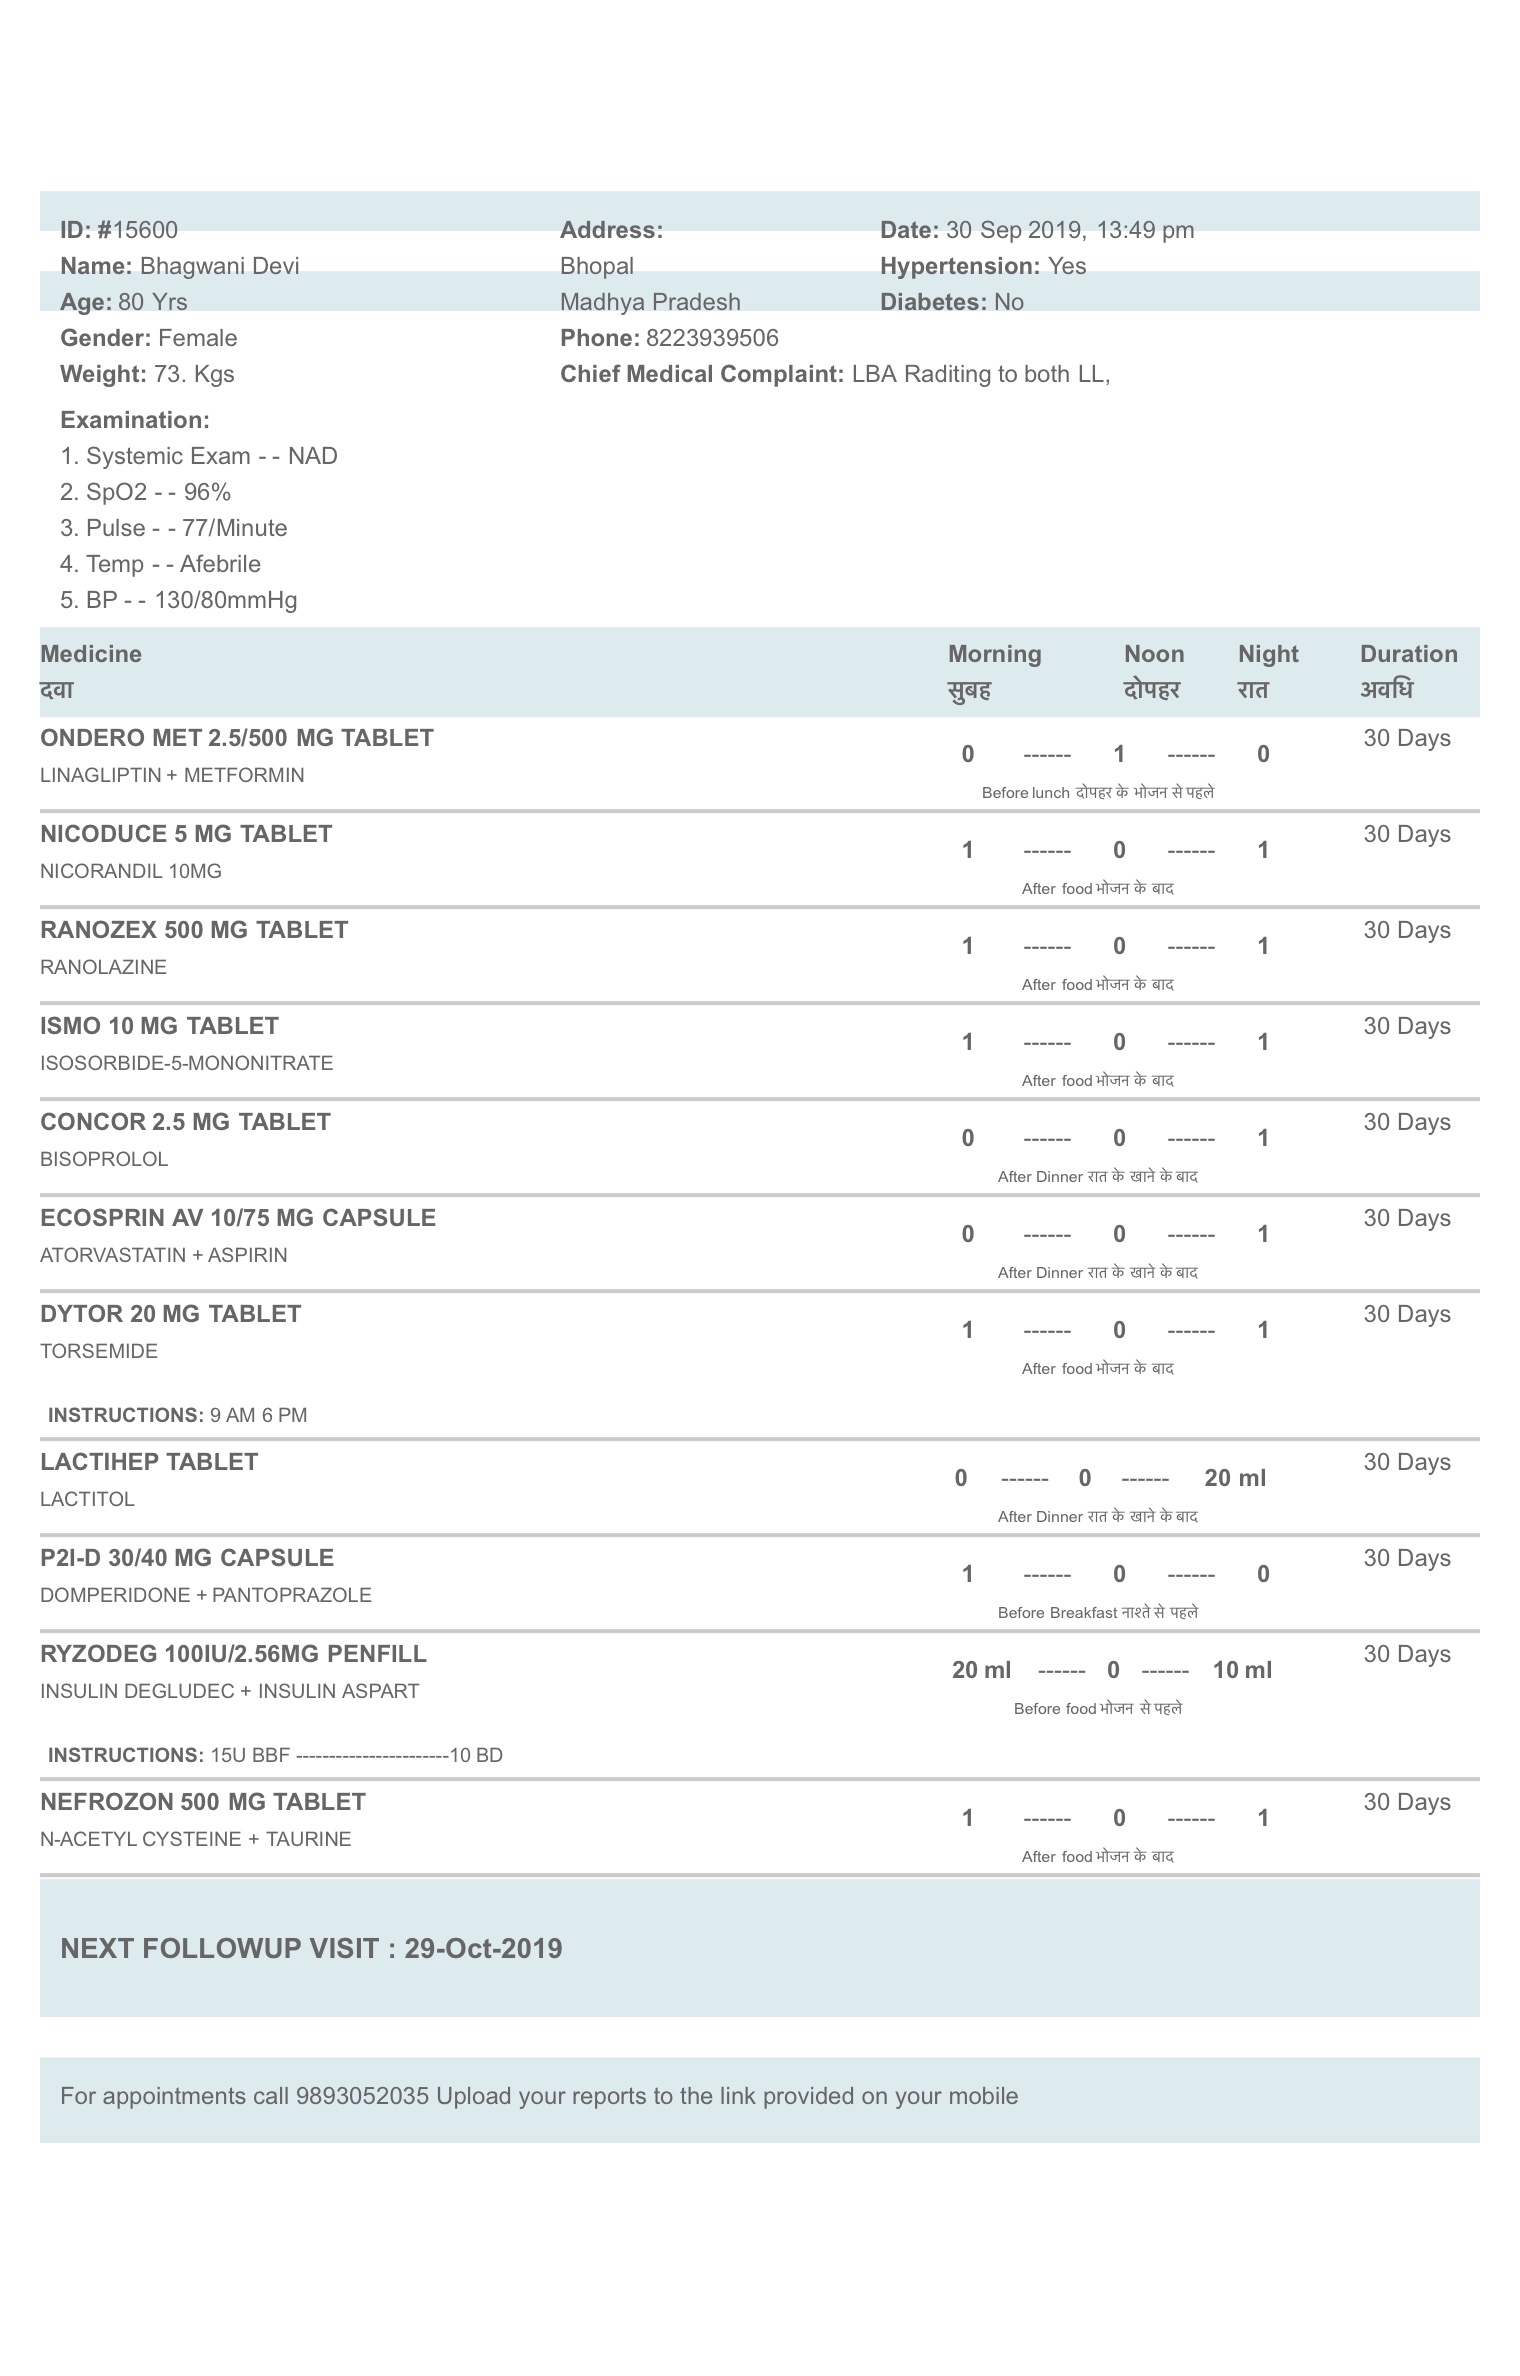 ID: #15600 Address: Date: 30 Sep 2019, 13:49 pm
Name: Bhagwani Devi Bhopal Hypertension: Yes
Age: 80 Yrs Madhya Pradesh Diabetes: No
Gender: Female Phone: 8223939506
Weight: 73. Kgs Chief Medical Complaint: LBA Raditing to both LL,
Examination:
1. Systemic Exam - - NAD
2. SpO2 - - 96%
3. Pulse - - 77/Minute
4. Temp - - Afebrile
5. BP - - 130/80mmHg
Medicine Morning Noon Night Duration
दवा सुबह दोपहर रात अवधि
ONDERO MET 2.5/500 MG TABLET 30 Days
0 ------ 1 ------ 0
LINAGLIPTIN + METFORMIN
Before lunch दोपहर के भोजन से पहले
NICODUCE 5 MG TABLET 30 Days
1 ------ 0 ------ 1
NICORANDIL 10MG
After food भोजन के बाद
RANOZEX 500 MG TABLET 30 Days
1 ------ 0 ------ 1
RANOLAZINE
After food भोजन के बाद
ISMO 10 MG TABLET 30 Days
1 ------ 0 ------ 1
ISOSORBIDE-5-MONONITRATE
After food भोजन के बाद
CONCOR 2.5 MG TABLET 30 Days
0 ------ 0 ------ 1
BISOPROLOL
After Dinner रात के खाने के बाद
ECOSPRIN AV 10/75 MG CAPSULE 30 Days
0 ------ 0 ------ 1
ATORVASTATIN + ASPIRIN
After Dinner रात के खाने के बाद
DYTOR 20 MG TABLET 30 Days
1 ------ 0 ------ 1
TORSEMIDE
After food भोजन के बाद
INSTRUCTIONS: 9 AM 6 PM
LACTIHEP TABLET 30 Days
0 ------ 0 ------ 20 ml
LACTITOL
After Dinner रात के खाने के बाद
P2I-D 30/40 MG CAPSULE 30 Days
1 ------ 0 ------ 0
DOMPERIDONE + PANTOPRAZOLE
Before Breakfast नाश्ते से पहले
RYZODEG 100IU/2.56MG PENFILL 30 Days
20 ml ------ 0 ------ 10 ml
INSULIN DEGLUDEC + INSULIN ASPART
Before food भोजन से पहले
INSTRUCTIONS: 15U BBF -----------------------10 BD
NEFROZON 500 MG TABLET 30 Days
1 ------ 0 ------ 1
N-ACETYL CYSTEINE + TAURINE
After food भोजन के बाद
NEXT FOLLOWUP VISIT : 29-Oct-2019
For appointments call 9893052035 Upload your reports to the link provided on your mobile